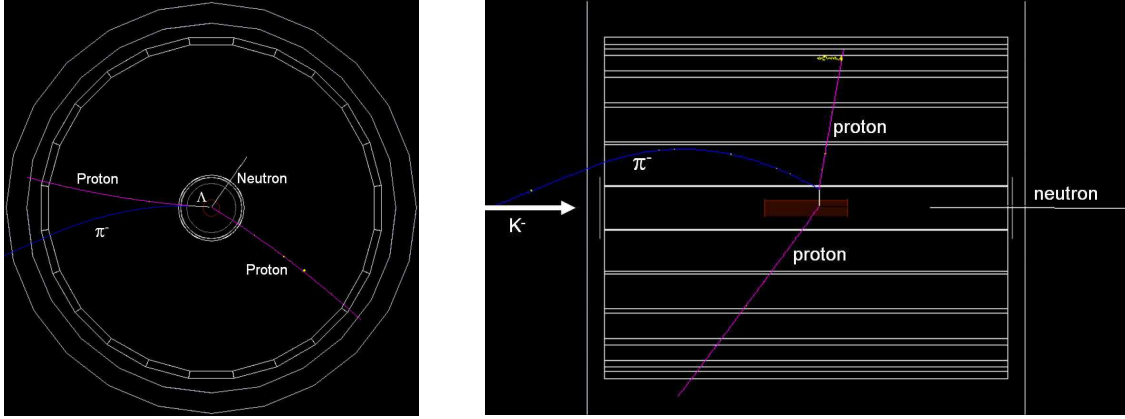 Proton
Λ
Neutron
π⁻
Proton
proton
π⁻
neutron
K⁻
proton